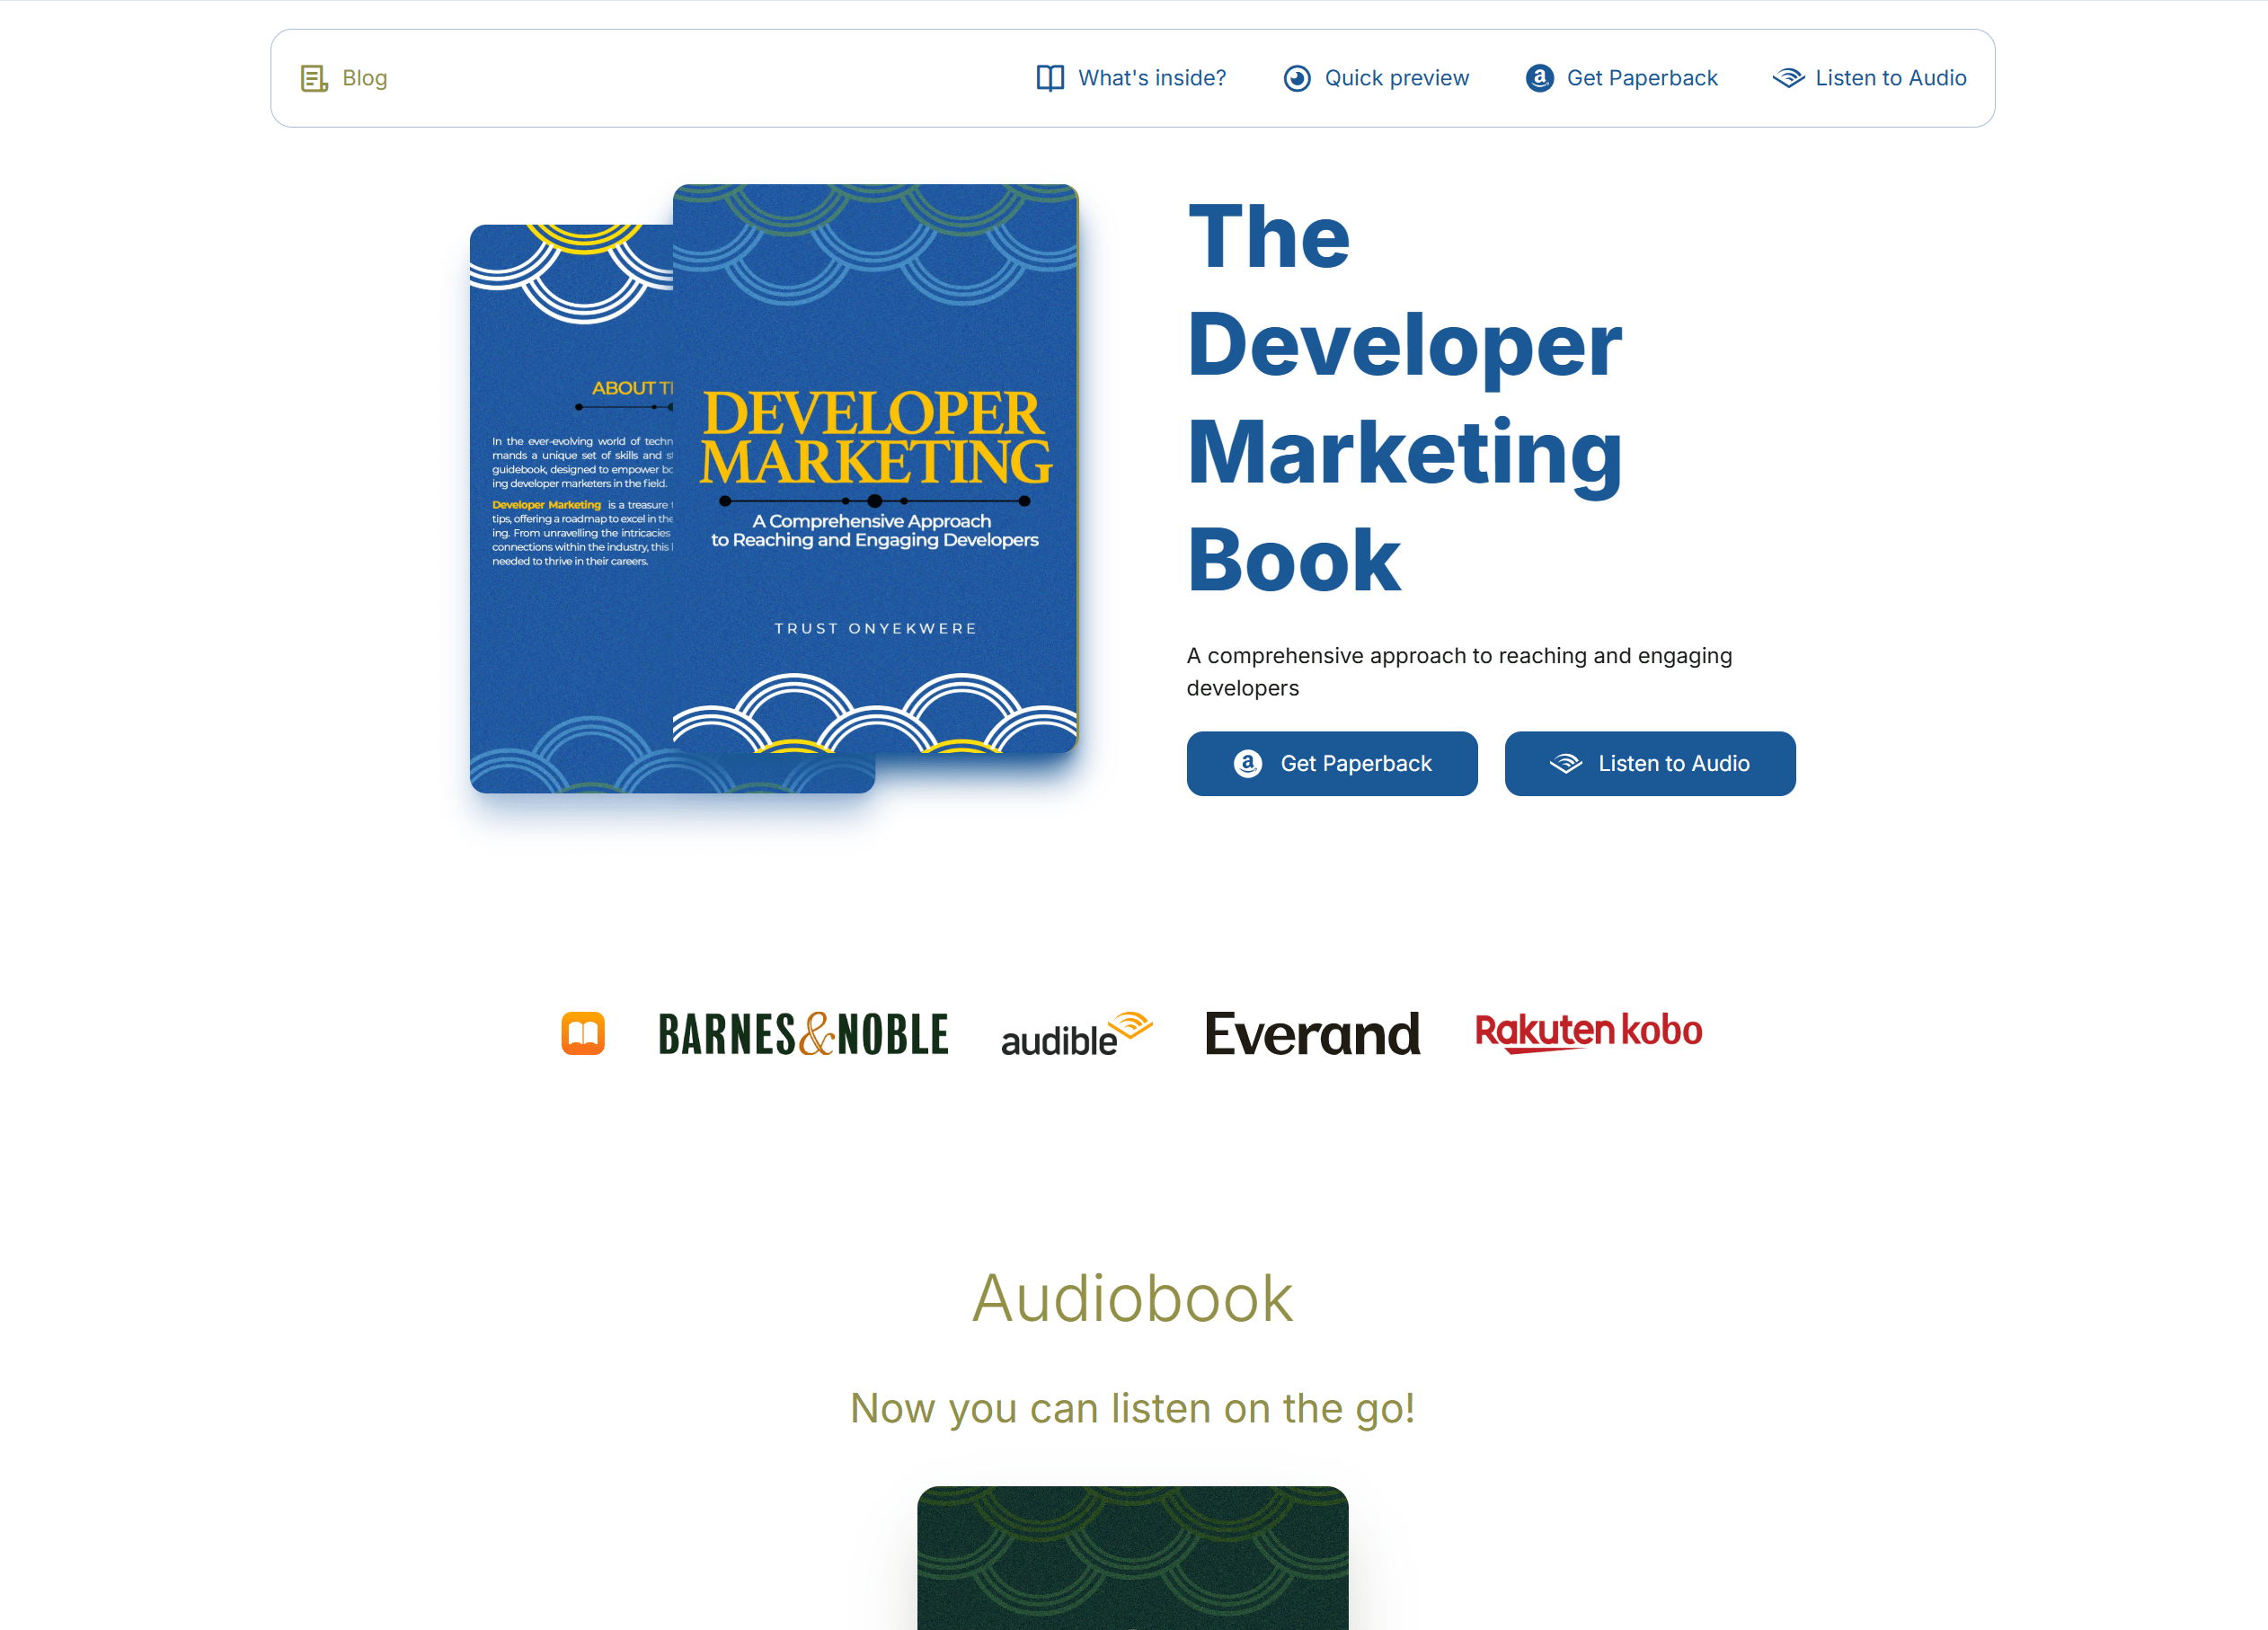 Blog
What's inside?
Quick preview
Get Paperback
Listen to Audio
ABOUT T
In the ever-evolving world of techn
mands a unique set of skills and s
guidebook, designed to empower bo
ing developer marketers in the field.
Developer Marketing is a treasure
tips, offering a roadmap to excel in the
ing. From unravelling the intricacies
connections within the industry, this
needed to thrive in their careers.
DEVELOPER
MARKETING
A Comprehensive Approach
to Reaching and Engaging Developers
TRUST ONYEKWERE
The
Developer
Marketing
Book
A comprehensive approach to reaching and engaging
developers
Get Paperback
Listen to Audio
BARNES&NOBLE
audible
Everand
Rakuten kobo
Audiobook
Now you can listen on the go!